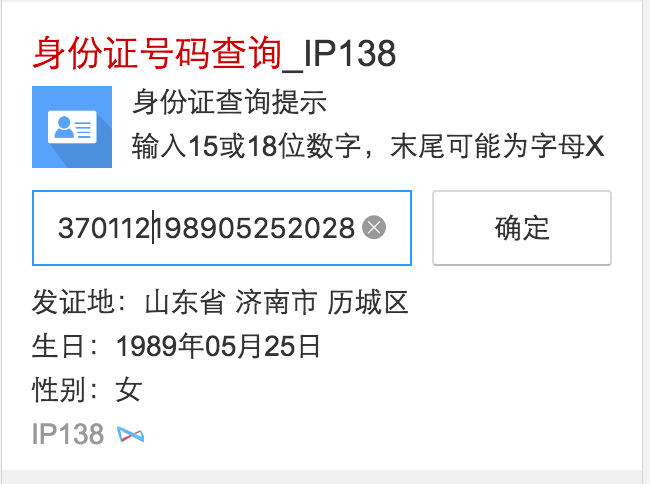 身份证号码查询_IP138
身份证查询提示
输入15或18位数字，末尾可能为字母X
370112198905252028
确定
发证地：山东省 济南市 历城区
生日：1989年05月25日
性别：女
IP138